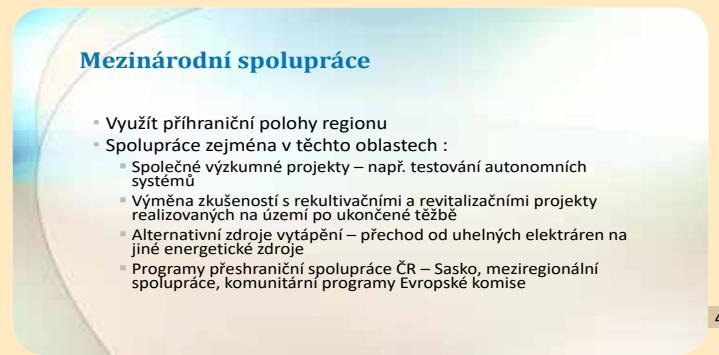 Mezinárodní spolupráce
Využít příhraniční polohy regionu
Spolupráce zejména v těchto oblastech :
Společné výzkumné projekty – např. testování autonomních
systémů
Výměna zkušeností s rekultivačními a revitalizačními projekty
realizovaných na území po ukončené těžbě
Alternativní zdroje vytápění – přechod od uhelných elektráren na
jiné energetické zdroje
Programy přeshraniční spolupráce ČR – Sasko, meziregionální
spolupráce, komunitární programy Evropské komise
4